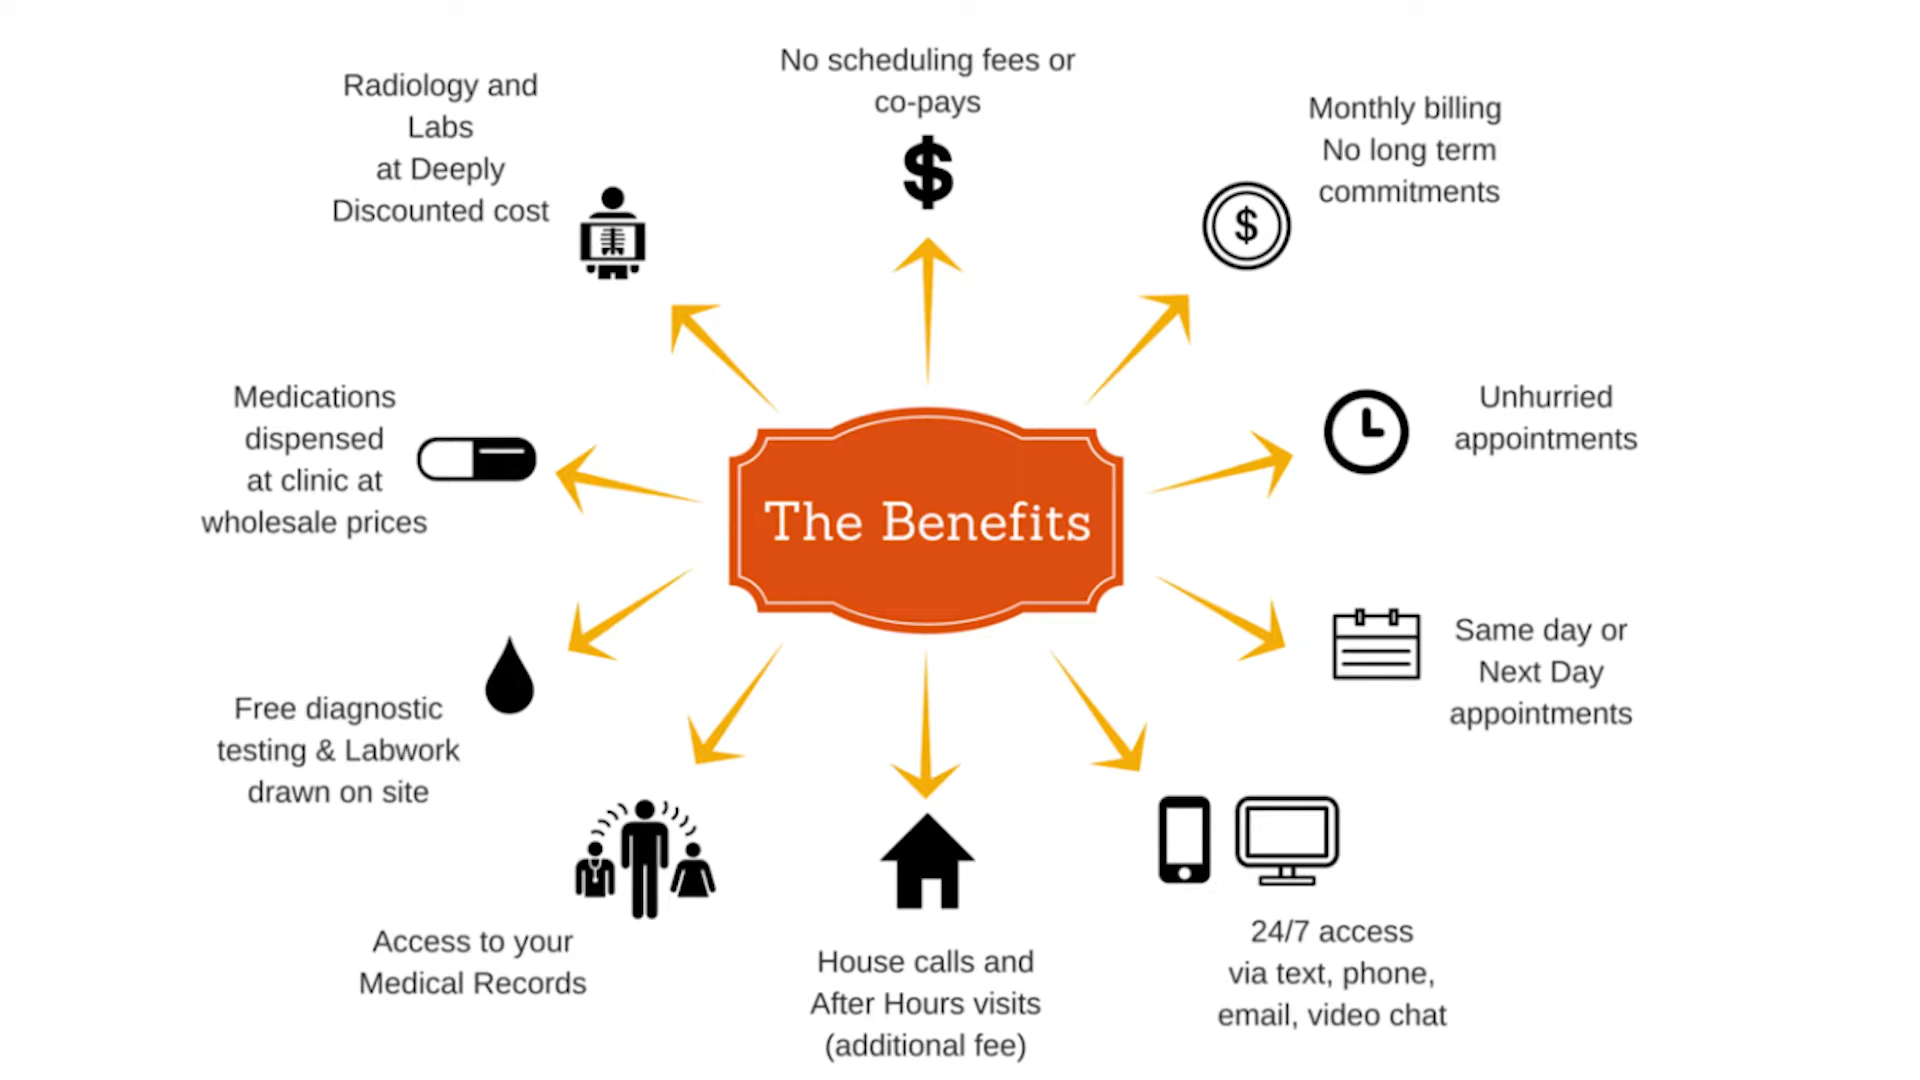 No scheduling fees or
co-pays
$
Radiology and
Labs
at Deeply
Discounted cost
Monthly billing
No long term
commitments
$
Medications
dispensed
at clinic at
wholesale prices
Unhurried
appointments
The Benefits
Same day or
Next Day
appointments
Free diagnostic
testing & Labwork
drawn on site
Access to your
Medical Records
House calls and
After Hours visits
(additional fee)
24/7 access
via text, phone,
email, video chat